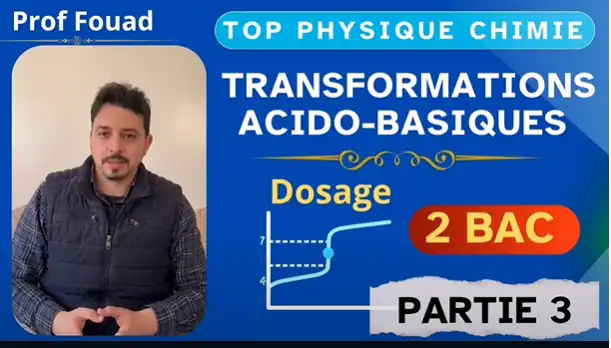 Prof Fouad
TOP PHYSIQUE CHIMIE
TRANSFORMATIONS
ACIDO-BASIQUES
Dosage
2 BAC
7
4
PARTIE 3